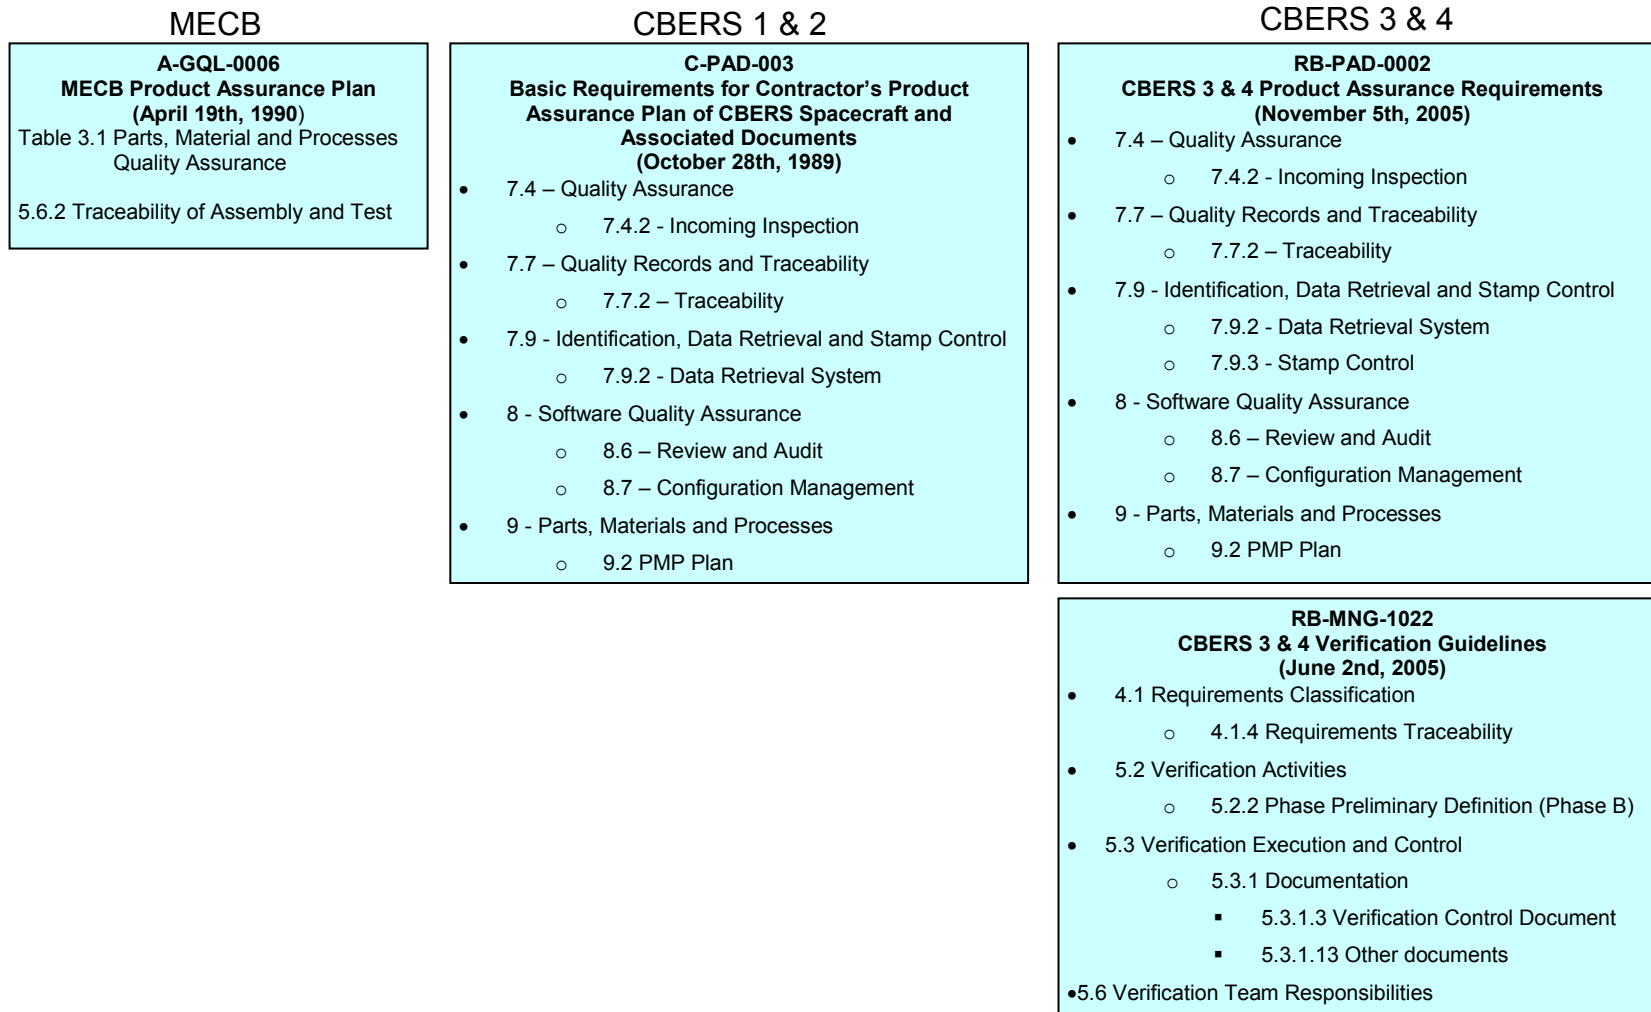 MECB
A-GQL-0006
MECB Product Assurance Plan
(April 19th, 1990)
Table 3.1 Parts, Material and Processes
Quality Assurance
5.6.2 Traceability of Assembly and Test
CBERS 1 & 2
C-PAD-003
Basic Requirements for Contractor’s Product
Assurance Plan of CBERS Spacecraft and
Associated Documents
(October 28th, 1989)
• 7.4 – Quality Assurance
o 7.4.2 - Incoming Inspection
• 7.7 – Quality Records and Traceability
o 7.7.2 – Traceability
• 7.9 - Identification, Data Retrieval and Stamp Control
o 7.9.2 - Data Retrieval System
• 8 - Software Quality Assurance
o 8.6 – Review and Audit
o 8.7 – Configuration Management
• 9 - Parts, Materials and Processes
o 9.2 PMP Plan
CBERS 3 & 4
RB-PAD-0002
CBERS 3 & 4 Product Assurance Requirements
(November 5th, 2005)
• 7.4 – Quality Assurance
o 7.4.2 - Incoming Inspection
• 7.7 – Quality Records and Traceability
o 7.7.2 – Traceability
• 7.9 - Identification, Data Retrieval and Stamp Control
o 7.9.2 - Data Retrieval System
o 7.9.3 - Stamp Control
• 8 - Software Quality Assurance
o 8.6 – Review and Audit
o 8.7 – Configuration Management
• 9 - Parts, Materials and Processes
o 9.2 PMP Plan
RB-MNG-1022
CBERS 3 & 4 Verification Guidelines
(June 2nd, 2005)
• 4.1 Requirements Classification
o 4.1.4 Requirements Traceability
• 5.2 Verification Activities
o 5.2.2 Phase Preliminary Definition (Phase B)
• 5.3 Verification Execution and Control
o 5.3.1 Documentation
▪ 5.3.1.3 Verification Control Document
▪ 5.3.1.13 Other documents
•5.6 Verification Team Responsibilities